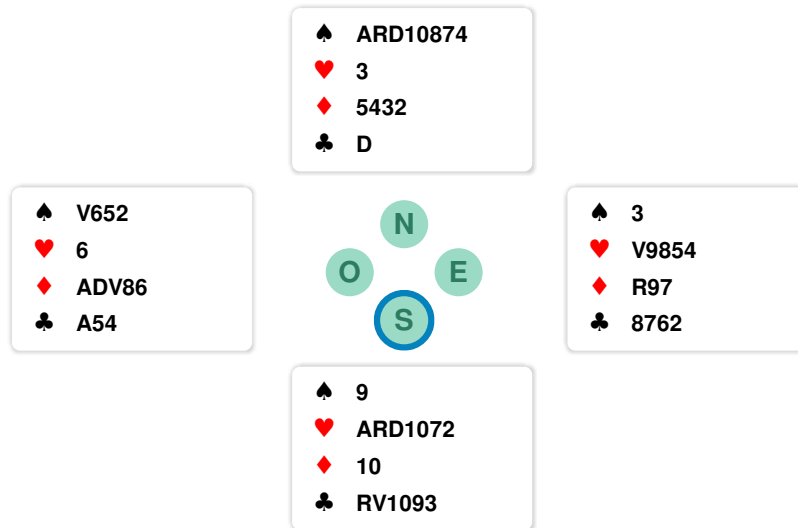 ♠ ARD10874
♥ 3
♦ 5432
♣ D
♠ V652
♥ 6
♦ ADV86
♣ A54
N
O E
S
♠ 3
♥ V9854
♦ R97
♣ 8762
♠ 9
♥ ARD1072
♦ 10
♣ RV1093